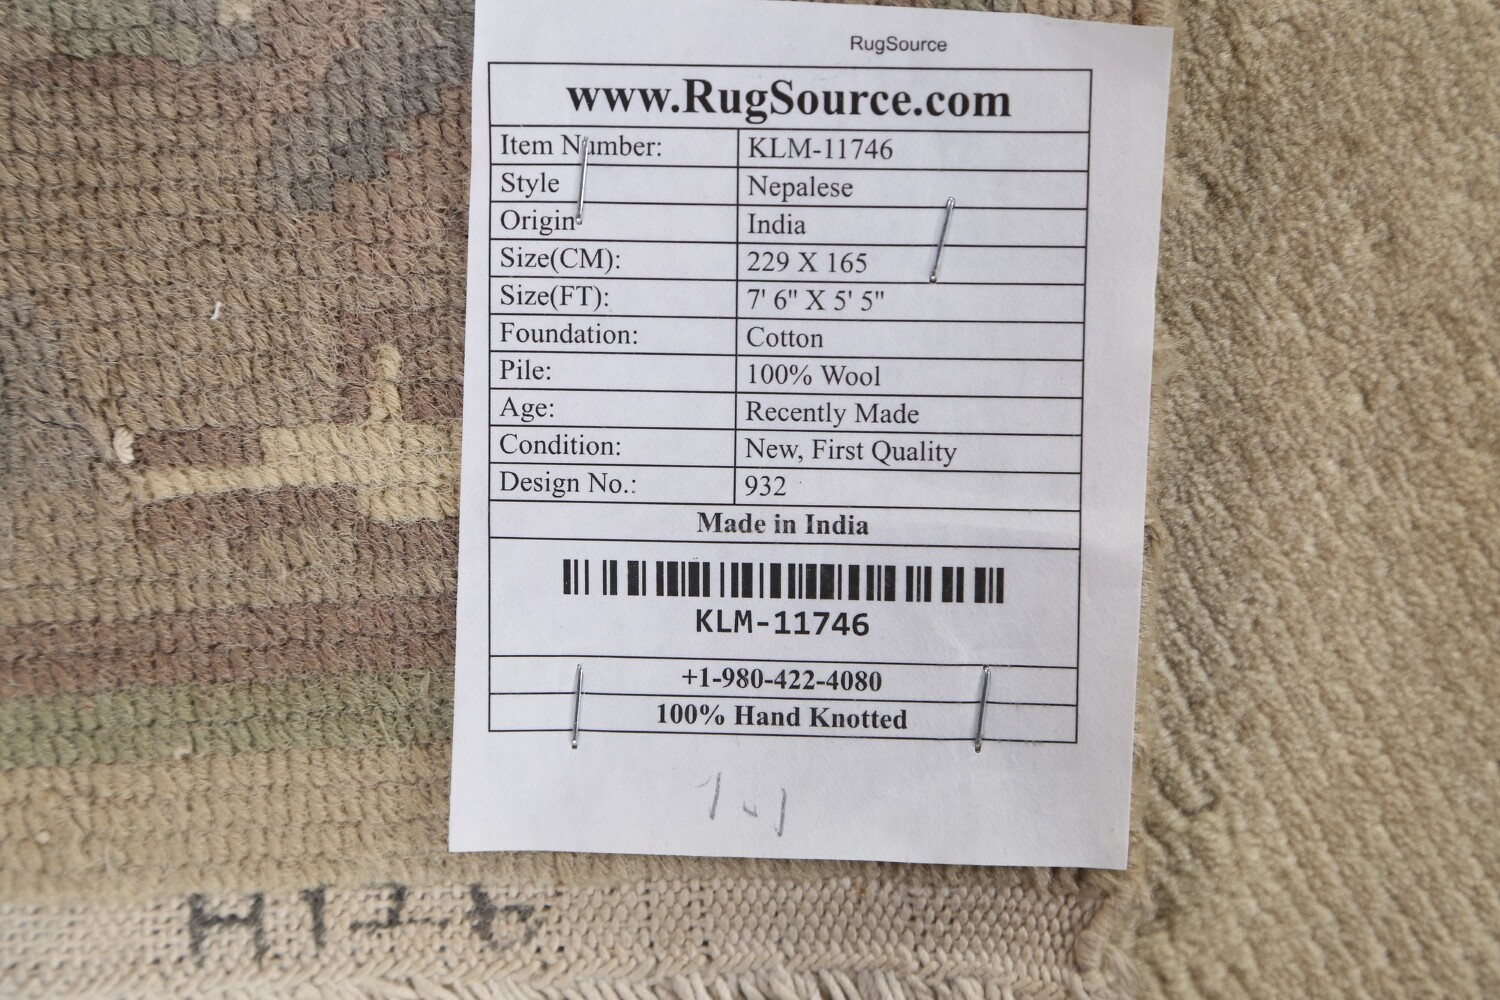 RugSource
www.RugSource.com
Item Number: KLM-11746
Style Nepalese
Origin India
Size(CM): 229 X 165
Size(FT): 7' 6" X 5' 5"
Foundation: Cotton
Pile: 100% Wool
Age: Recently Made
Condition: New, First Quality
Design No.: 932
Made in India
KLM-11746
+1-980-422-4080
100% Hand Knotted